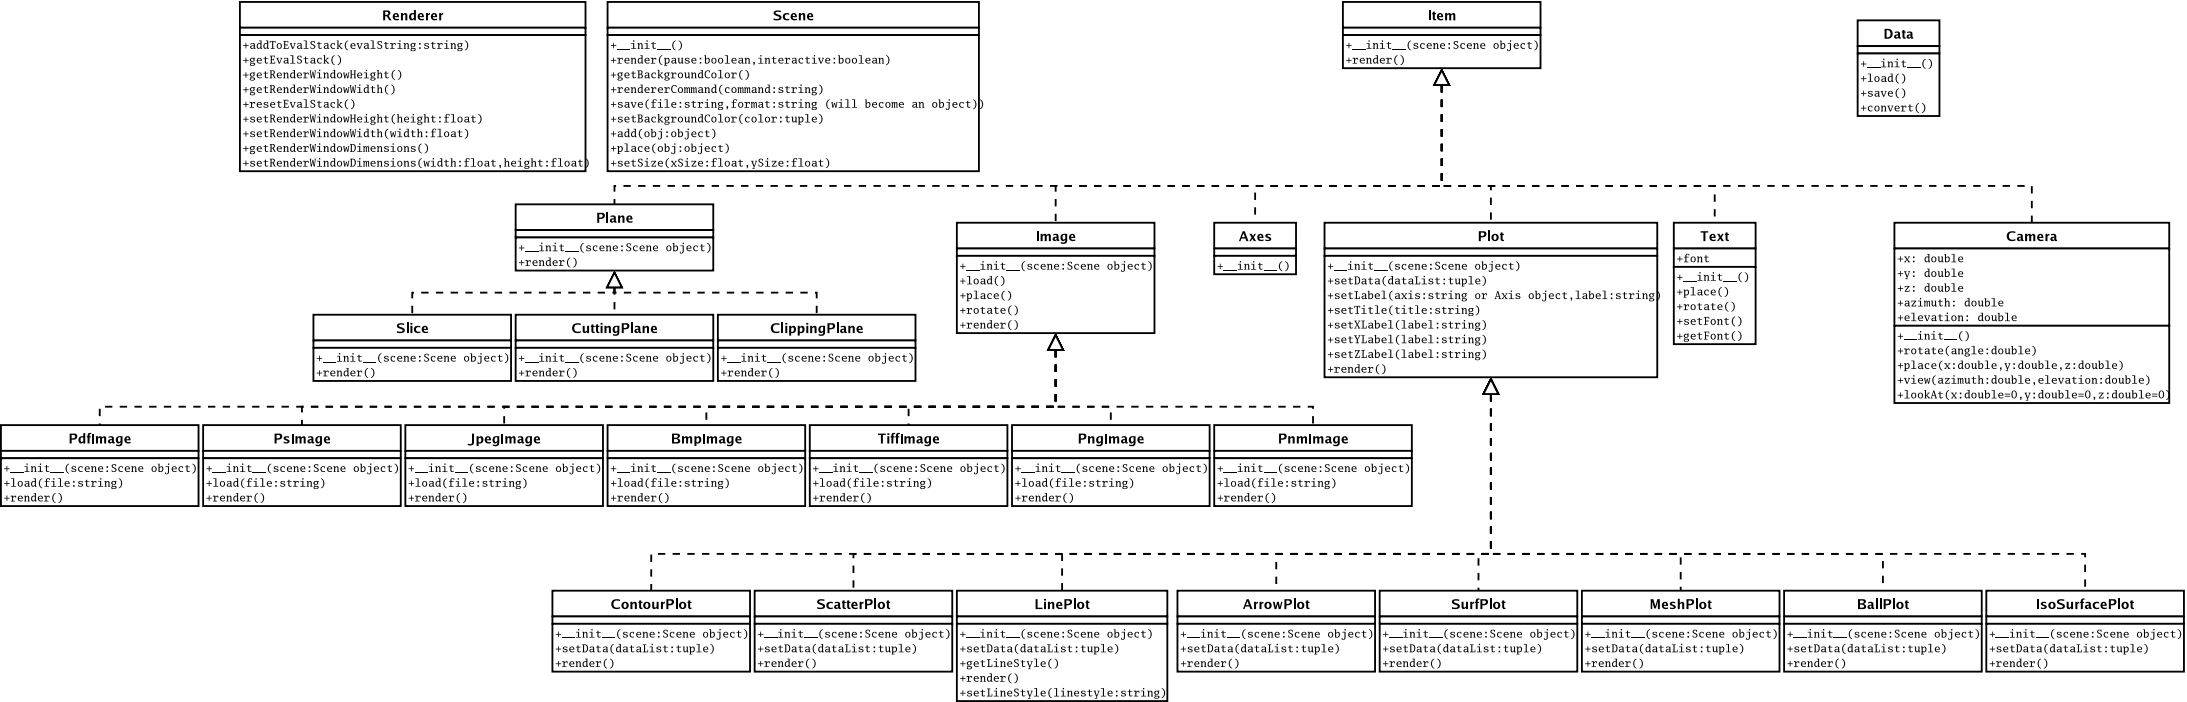 Renderer
+addToEvalStack(evalString:string)
+getEvalStack()
+getRenderWindowHeight()
+getRenderWindowWidth()
+resetEvalStack()
+setRenderWindowHeight(height:float)
+setRenderWindowWidth(width:float)
+getRenderWindowDimensions()
+setRenderWindowDimensions(width:float,height:float)
Scene
+__init__()
+render(pause:boolean,interactive:boolean)
+getBackgroundColor()
+rendererCommand(command:string)
+save(file:string,format:string (will become an object))
+setBackgroundColor(color:tuple)
+add(obj:object)
+place(obj:object)
+setSize(xSize:float,ySize:float)
Item
+__init__(scene:Scene object)
+render()
Data
+__init__()
+load()
+save()
+convert()
Plane
+__init__(scene:Scene object)
+render()
Image
+__init__(scene:Scene object)
+load()
+place()
+rotate()
+render()
Axes
+__init__()
Plot
+__init__(scene:Scene object)
+setData(dataList:tuple)
+setLabel(axis:string or Axis object,label:string)
+setTitle(title:string)
+setXLabel(label:string)
+setYLabel(label:string)
+setZLabel(label:string)
+render()
Text
+font
+__init__()
+place()
+rotate()
+setFont()
+getFont()
Camera
+x: double
+y: double
+z: double
+azimuth: double
+elevation: double
+__init__()
+rotate(angle:double)
+place(x:double,y:double,z:double)
+view(azimuth:double,elevation:double)
+lookAt(x:double=0,y:double=0,z:double=0)
Slice
+__init__(scene:Scene object)
+render()
CuttingPlane
+__init__(scene:Scene object)
+render()
ClippingPlane
+__init__(scene:Scene object)
+render()
PdfImage
+__init__(scene:Scene object)
+load(file:string)
+render()
PsImage
+__init__(scene:Scene object)
+load(file:string)
+render()
JpegImage
+__init__(scene:Scene object)
+load(file:string)
+render()
BmpImage
+__init__(scene:Scene object)
+load(file:string)
+render()
TiffImage
+__init__(scene:Scene object)
+load(file:string)
+render()
PngImage
+__init__(scene:Scene object)
+load(file:string)
+render()
PnmImage
+__init__(scene:Scene object)
+load(file:string)
+render()
ContourPlot
+__init__(scene:Scene object)
+setData(dataList:tuple)
+render()
ScatterPlot
+__init__(scene:Scene object)
+setData(dataList:tuple)
+render()
LinePlot
+__init__(scene:Scene object)
+setData(dataList:tuple)
+getLineStyle()
+render()
+setLineStyle(linestyle:string)
ArrowPlot
+__init__(scene:Scene object)
+setData(dataList:tuple)
+render()
SurfPlot
+__init__(scene:Scene object)
+setData(dataList:tuple)
+render()
MeshPlot
+__init__(scene:Scene object)
+setData(dataList:tuple)
+render()
BallPlot
+__init__(scene:Scene object)
+setData(dataList:tuple)
+render()
IsoSurfacePlot
+__init__(scene:Scene object)
+setData(dataList:tuple)
+render()